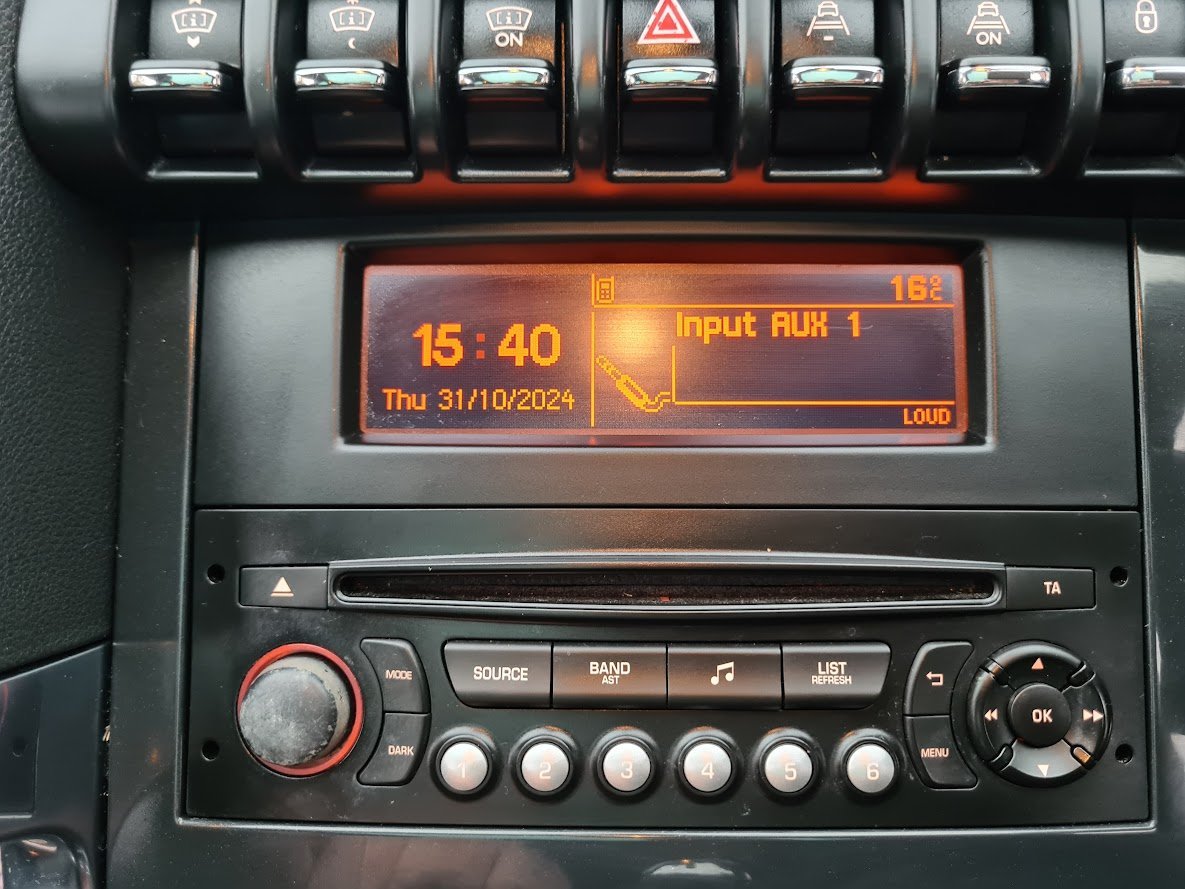 ON
ON
16°C
Input AUX 1
15:40
Thu 31/10/2024
LOUD
TA
MODE
SOURCE
BAND
AST
LIST
REFRESH
OK
DARK
1 2 3 4 5 6
MENU